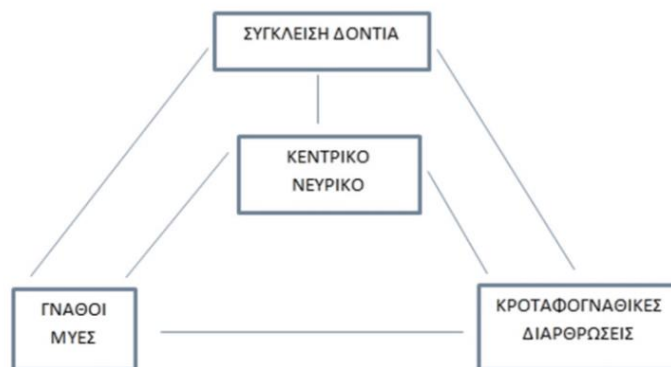 ΣΥΓΚΛΕΙΣΗ ΔΟΝΤΙΑ
ΚΕΝΤΡΙΚΟ
ΝΕΥΡΙΚΟ
ΓΝΑΘΟΙ
ΜΥΕΣ
ΚΡΟΤΑΦΟΓΝΑΘΙΚΕΣ
ΔΙΑΡΘΡΩΣΕΙΣ